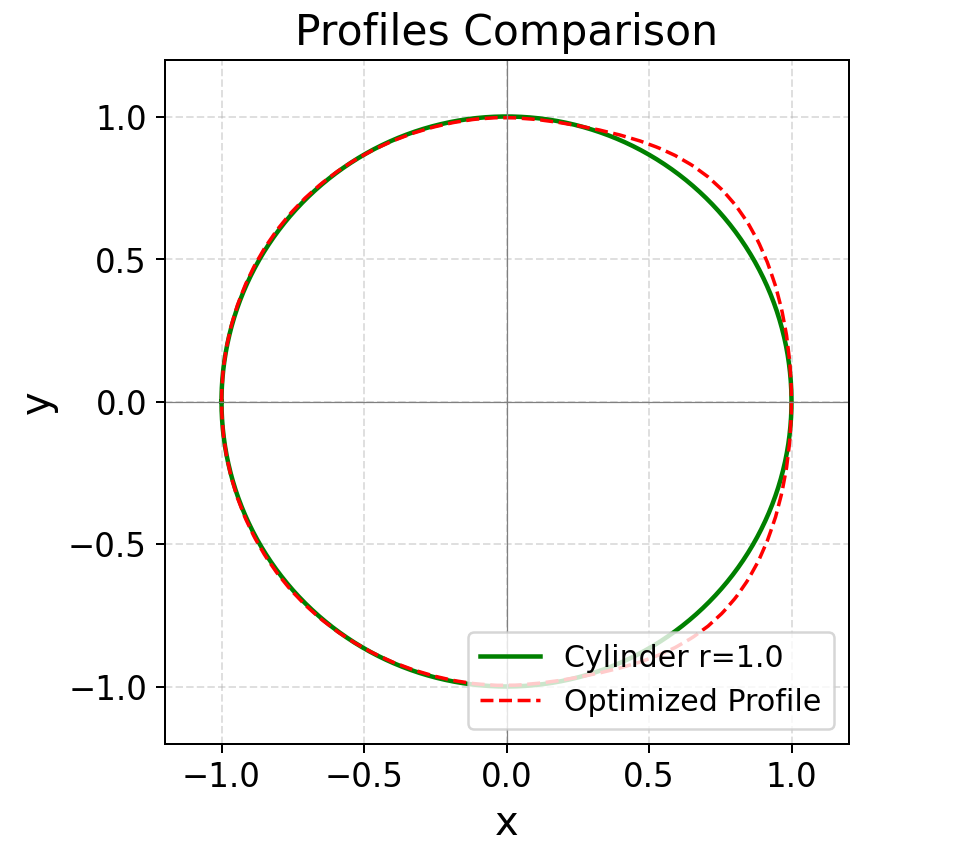 Profiles Comparison
1.0
0.5
0.0
−0.5
−1.0
y
Cylinder r=1.0
Optimized Profile
−1.0 −0.5 0.0 0.5 1.0
x